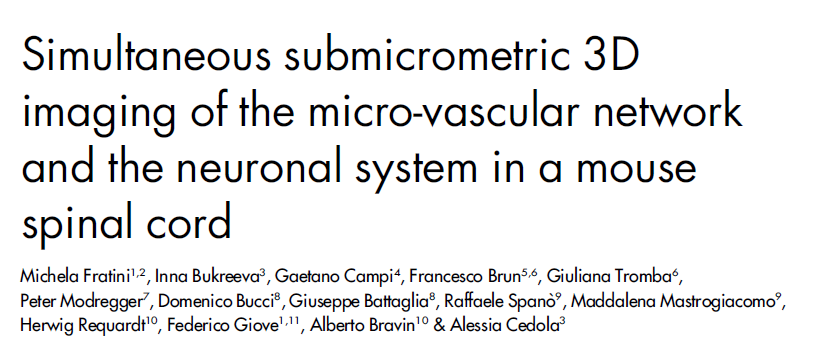 Simultaneous submicrometric 3D
imaging of the micro-vascular network
and the neuronal system in a mouse
spinal cord
Michela Fratini1,2, Inna Bukreeva3, Gaetano Campi4, Francesco Brun5,6, Giuliana Tromba6,
Peter Modregger7, Domenico Bucci8, Giuseppe Battaglia8, Raffaele Spanò9, Maddalena Mastrogiacomo9,
Herwig Requardt10, Federico Giove1,11, Alberto Bravin10 & Alessia Cedola3